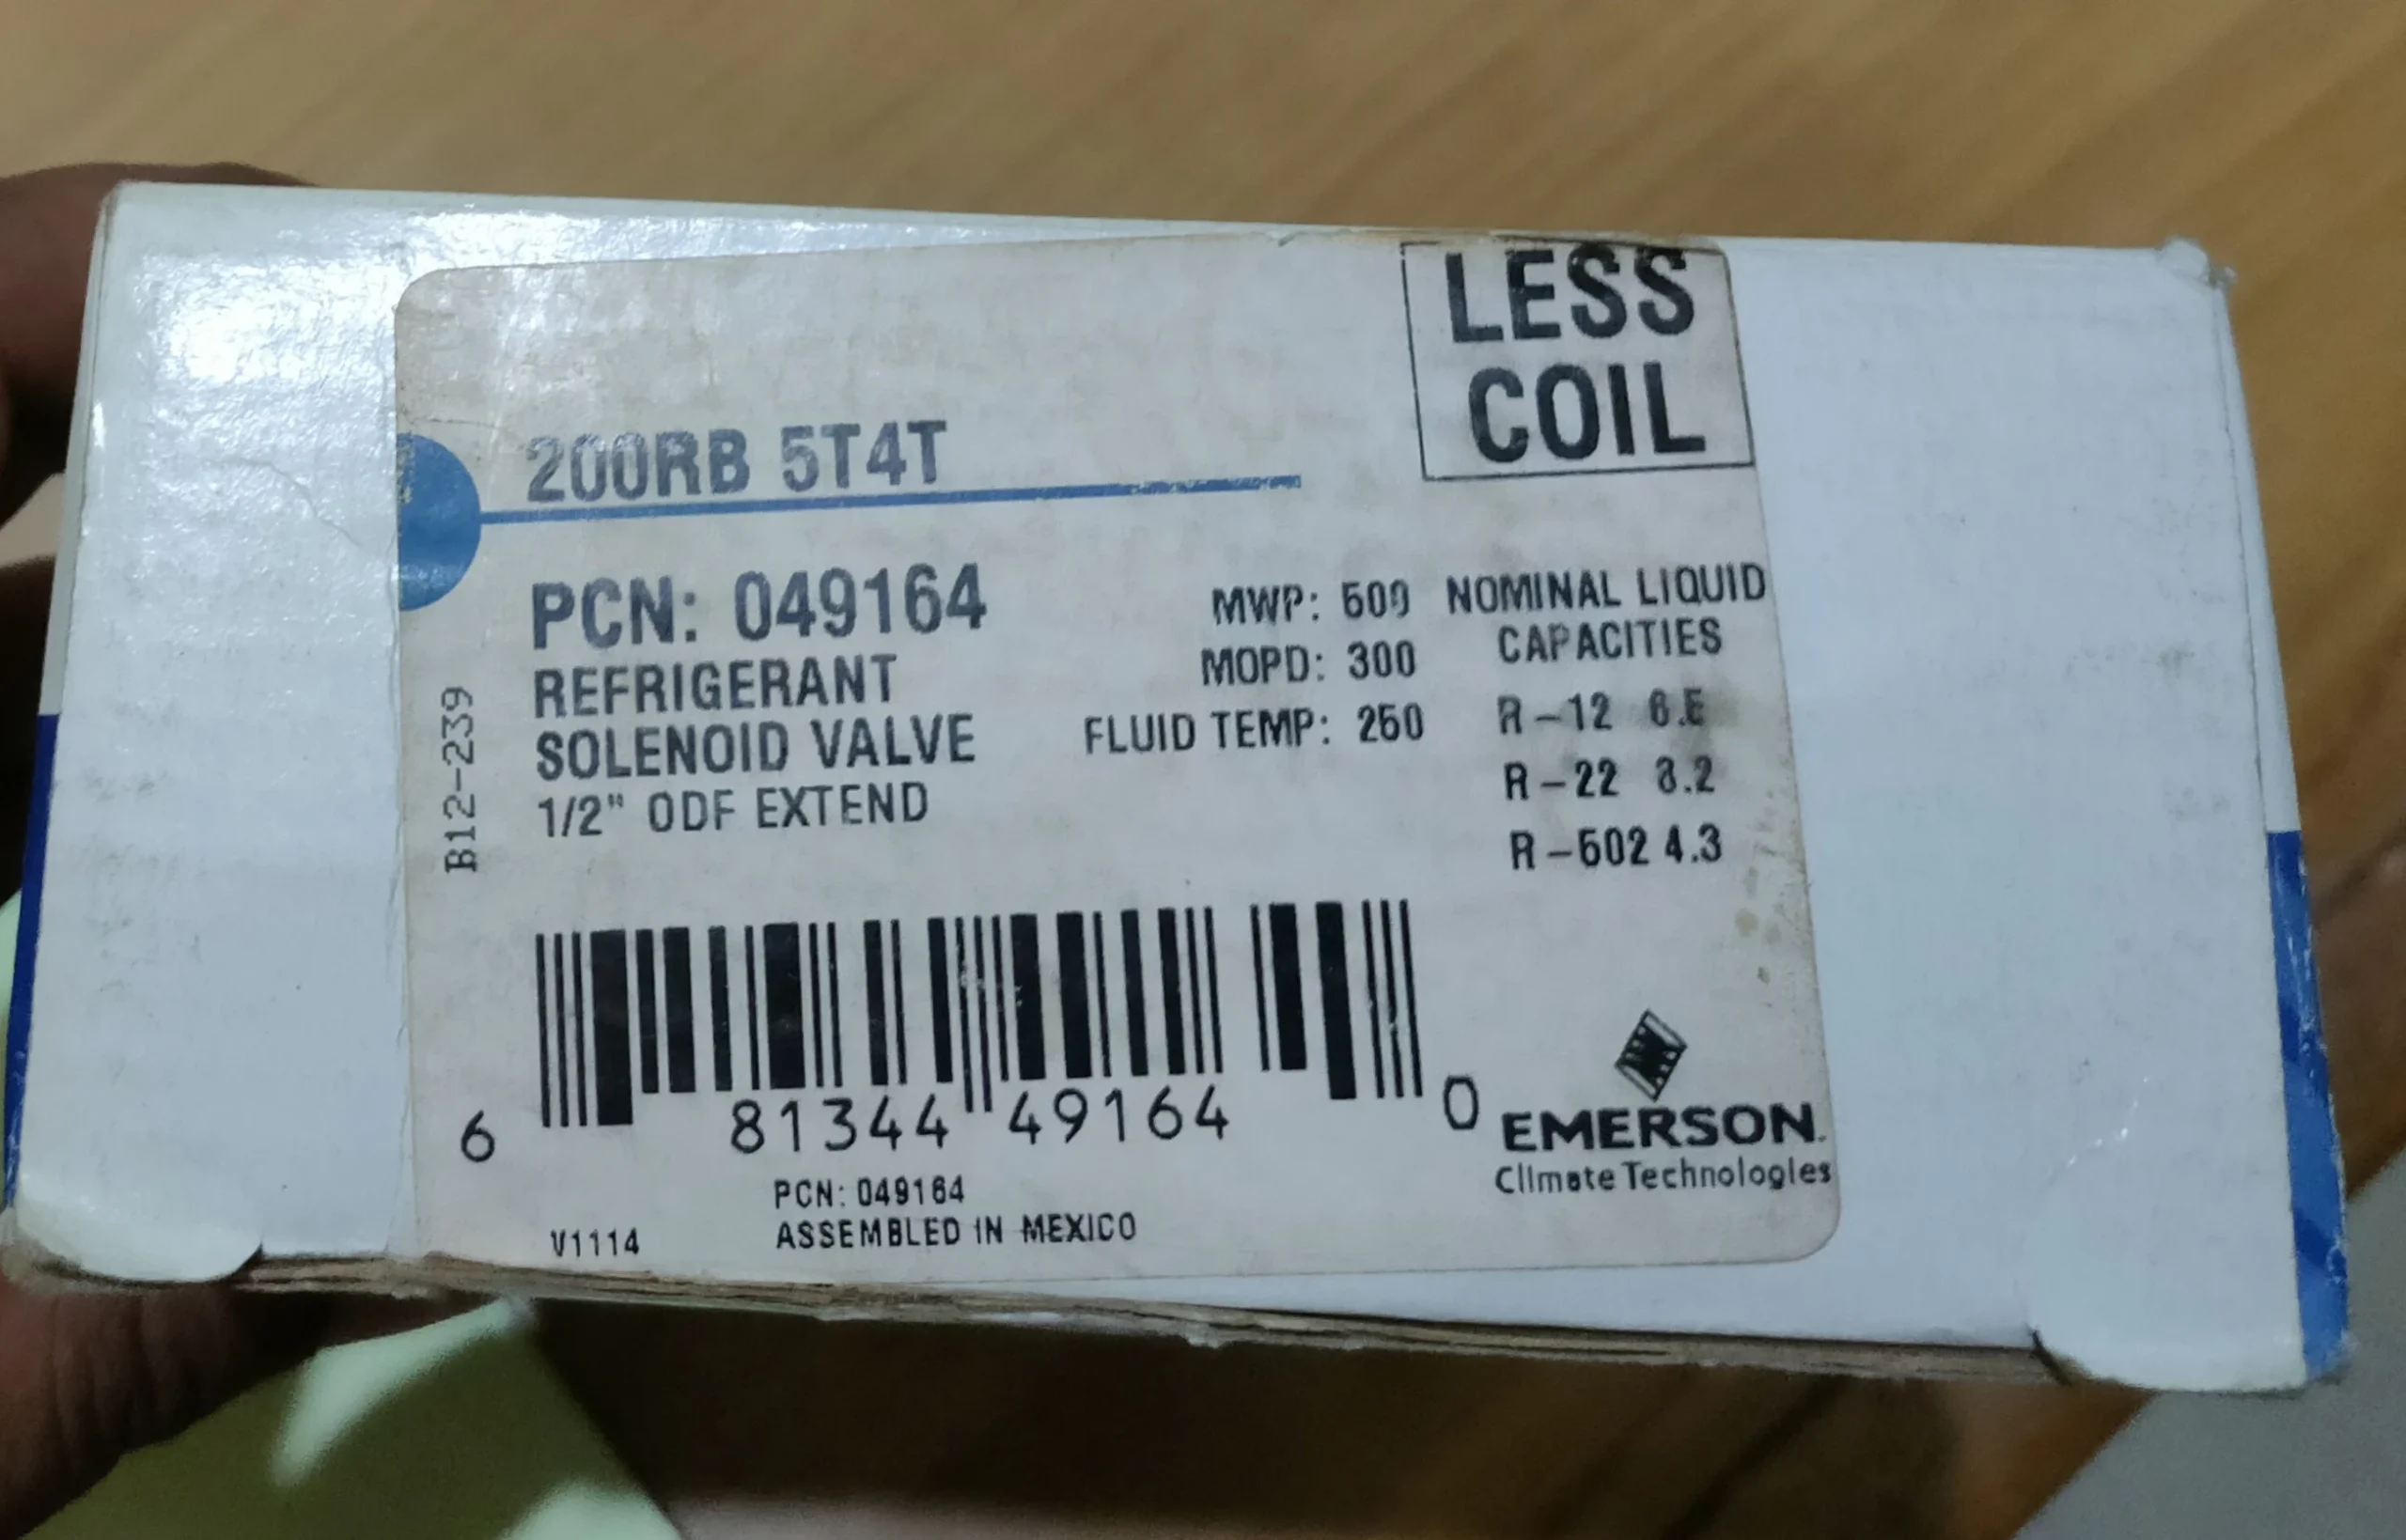 LESS
COIL
200RB 5T4T
PCN: 049164
REFRIGERANT
SOLENOID VALVE
1/2" ODF EXTEND
MWP: 500
MOPD: 300
FLUID TEMP: 250
NOMINAL LIQUID
CAPACITIES
R-12
R-22
R-502 4.3
B12-239
6 81344 49164 0
PCN: 049164
V1114 ASSEMBLED IN MEXICO
EMERSON.
Climate Technologies